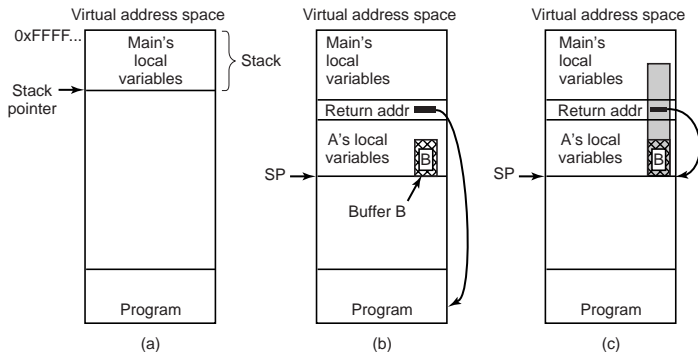 Virtual address space
0xFFFF...
Main's
local
variables
Stack
Stack
pointer
Program
(a)
Virtual address space
Main's
local
variables
Return addr
A's local
variables
B
SP
Buffer B
Program
(b)
Virtual address space
Main's
local
variables
Return addr
A's local
variables
B
SP
Program
(c)